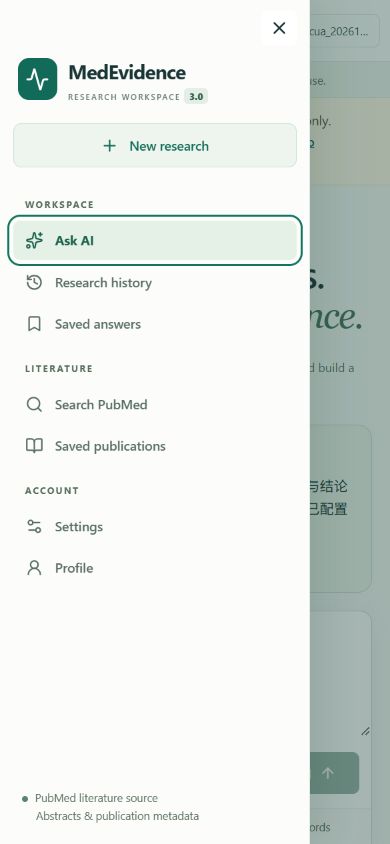 cua_20261...
MedEvidence
RESEARCH WORKSPACE 3.0
New research
WORKSPACE
Ask AI
Research history
Saved answers
LITERATURE
Search PubMed
Saved publications
ACCOUNT
Settings
Profile
PubMed literature source
Abstracts & publication metadata
use.
only.
s.
nce.
d build a
与结论
已配置
ords